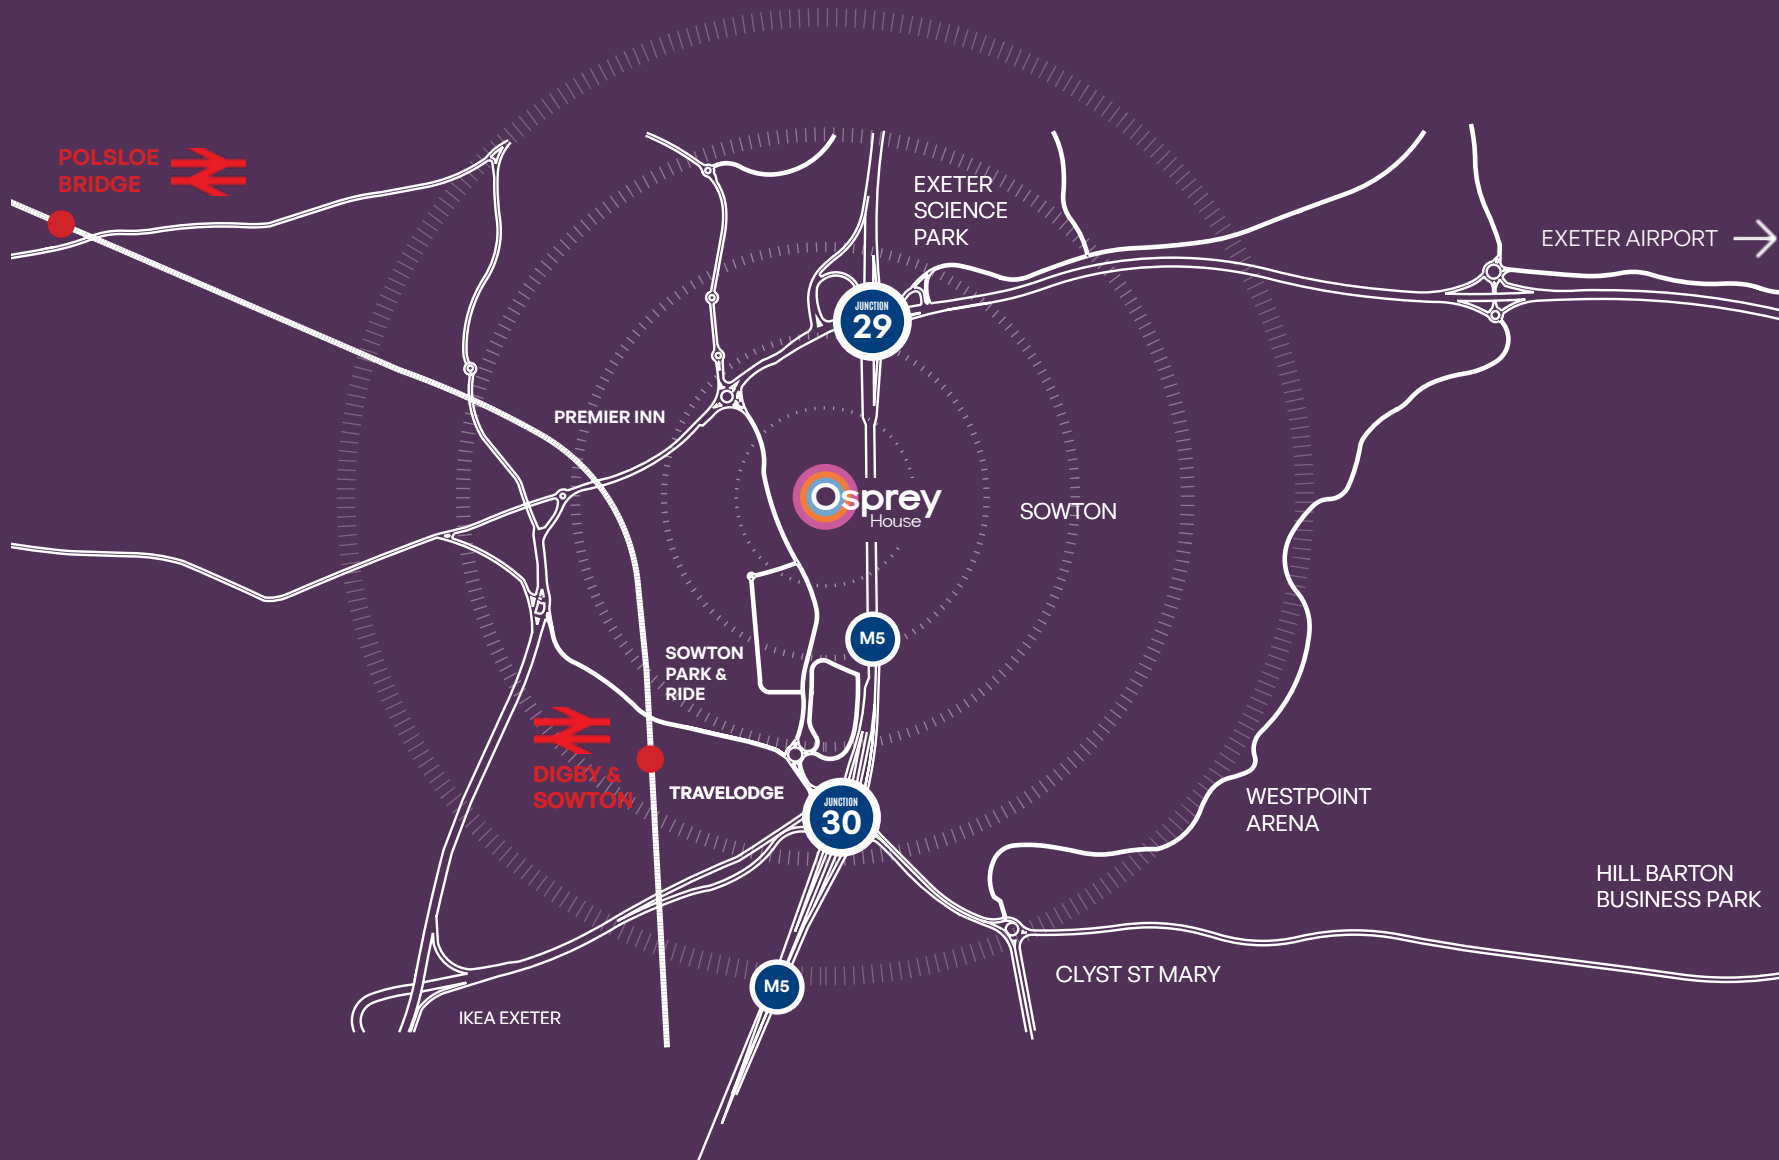 POLSLOE
BRIDGE
EXETER
SCIENCE
PARK
EXETER AIRPORT
JUNCTION
29
PREMIER INN
Osprey
House
SOWTON
M5
SOWTON
PARK &
RIDE
DIGBY &
SOWTON
TRAVELODGE
JUNCTION
30
WESTPOINT
ARENA
HILL BARTON
BUSINESS PARK
CLYST ST MARY
M5
IKEA EXETER